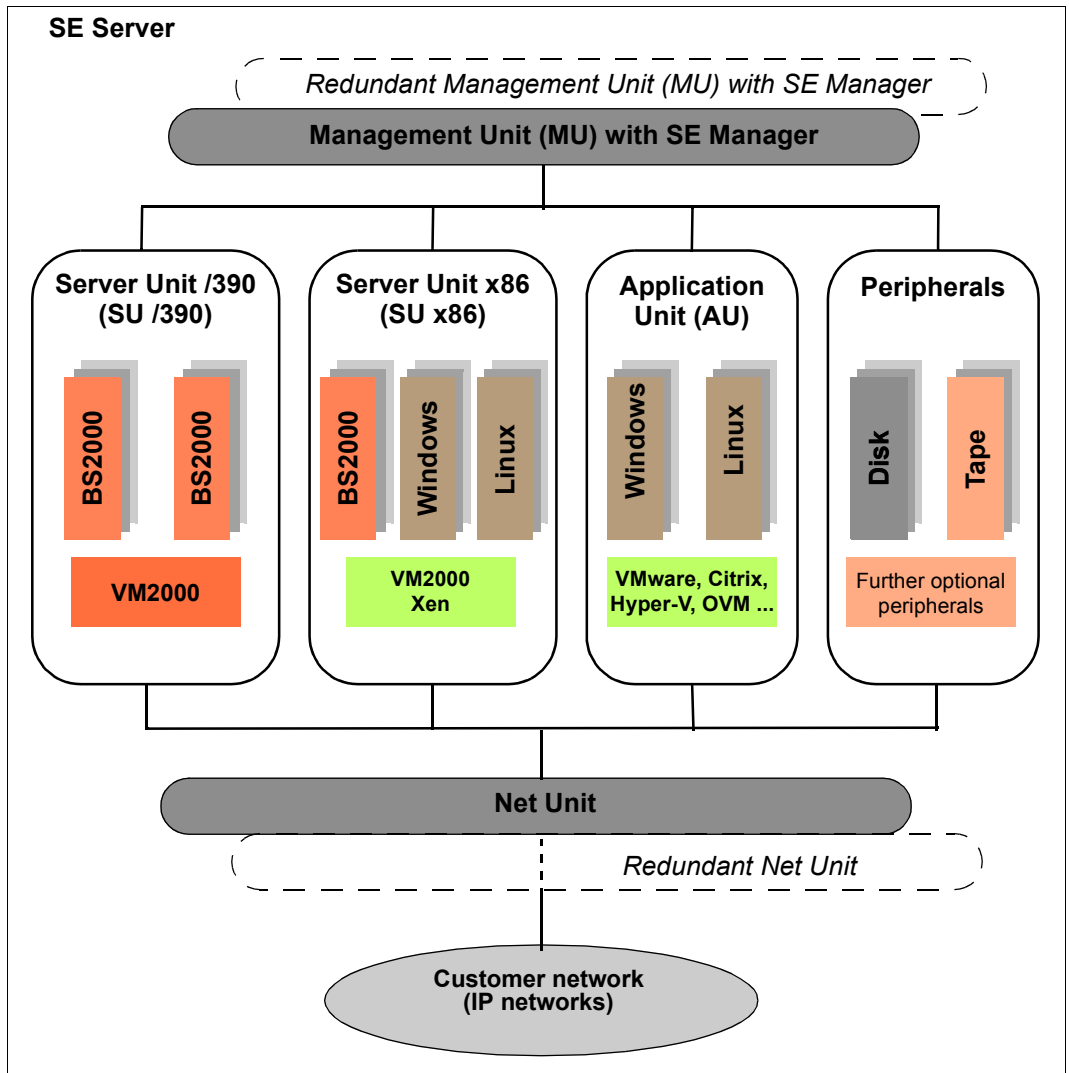 SE Server
Redundant Management Unit (MU) with SE Manager
Management Unit (MU) with SE Manager
Server Unit /390
(SU /390)
BS2000
BS2000
VM2000
Server Unit x86
(SU x86)
BS2000
Windows
Linux
VM2000
Xen
Application
Unit (AU)
Windows
Linux
VMware, Citrix,
Hyper-V, OVM ...
Peripherals
Disk
Tape
Further optional
peripherals
Net Unit
Redundant Net Unit
Customer network
(IP networks)